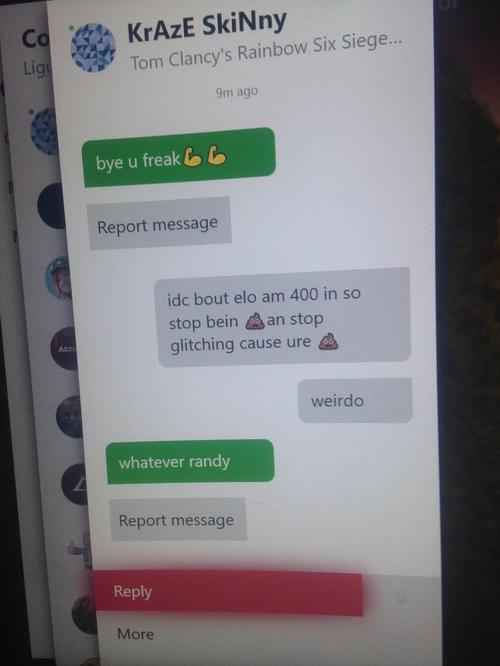 Co
Ligu
KrAzE SkiNny
Tom Clancy's Rainbow Six Siege...
9m ago
bye u freak💪💪
Report message
idc bout elo am 400 in so
stop bein 💩an stop
glitching cause ure 💩
weirdo
whatever randy
Report message
Reply
More